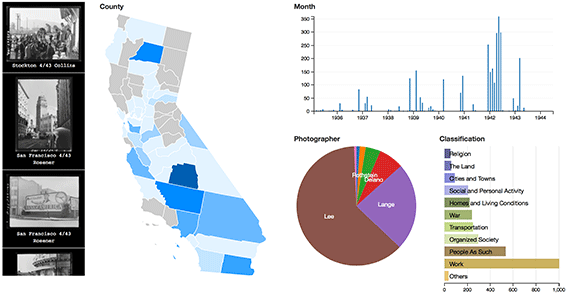 Stockton 4/43 Collins
San Francisco 4/43
Rosener
San Francisco 4/43
Rosener
County
Month
350
300
250
200
150
100
50
0
1936
1937
1938
1939
1940
1941
1942
1943
1944
Photographer
Rothstein
Delano
Lange
Lee
Classification
Religion
The Land
Cities and Towns
Social and Personal Activity
Homes and Living Conditions
War
Transportation
Organized Society
People As Such
Work
Others
0
200
400
600
800
1,000